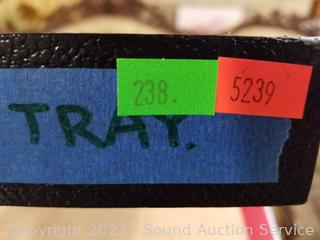 238. 5239
TRAY.
Copyright 2023 - Sound Auction Service